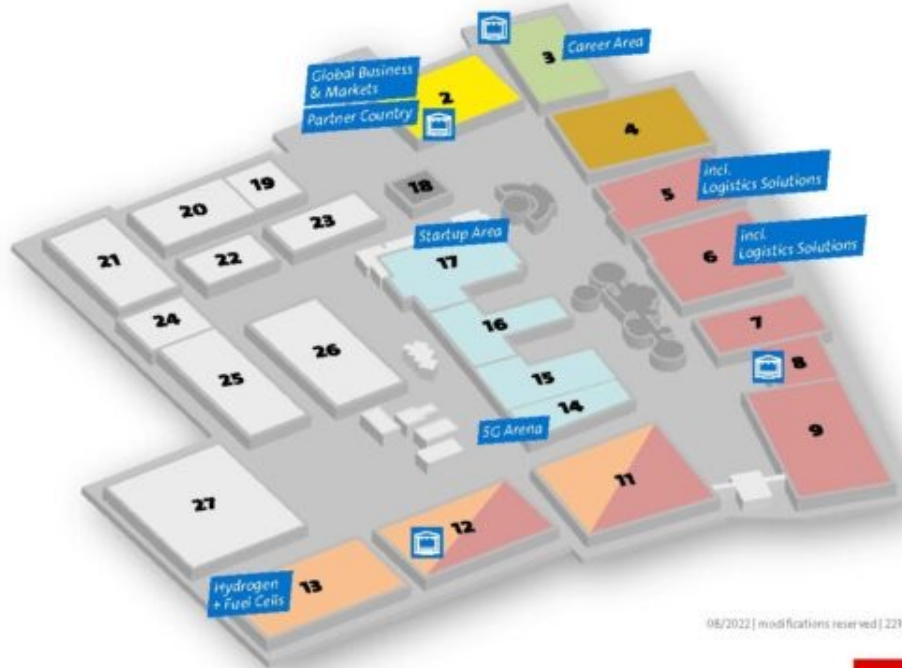 3
Career Area
Global Business
& Markets
Partner Country
2
4
5
incl.
Logistics Solutions
6
incl.
Logistics Solutions
18
19
20
23
22
21
Startup Area
17
24
16
7
26
8
25
15
14
5G Arena
9
11
27
12
13
Hydrogen
+ Fuel Cells
08/2022 | modifications reserved | 221